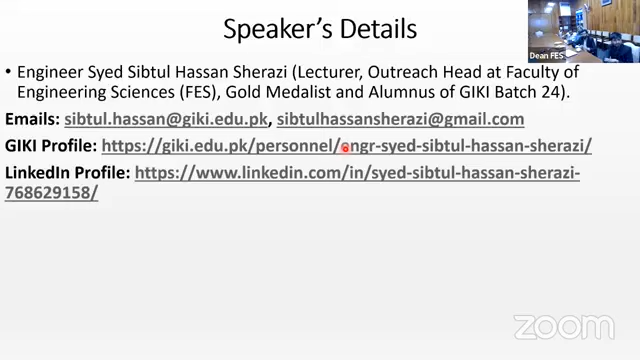 Speaker's Details
• Engineer Syed Sibtul Hassan Sherazi (Lecturer, Outreach Head at Faculty of
Engineering Sciences (FES), Gold Medalist and Alumnus of GIKI Batch 24).
Emails: sibtul.hassan@giki.edu.pk, sibtulhassansherazi@gmail.com
GIKI Profile: https://giki.edu.pk/personnel/engr-syed-sibtul-hassan-sherazi/
LinkedIn Profile: https://www.linkedin.com/in/syed-sibtul-hassan-sherazi-
768629158/
Dean FES
zoom